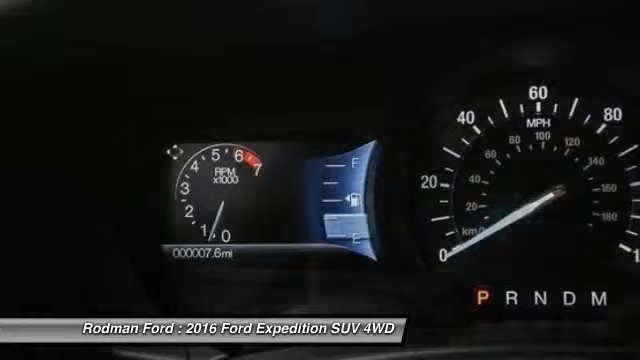 5 6
4 7
3 RPM
x1000
2
1 0
F
E
000007.6mi
60
40 80
MPH
100
80
60 140
20 40 160
20 180
km/h
0
P R N D M
Rodman Ford : 2016 Ford Expedition SUV 4WD